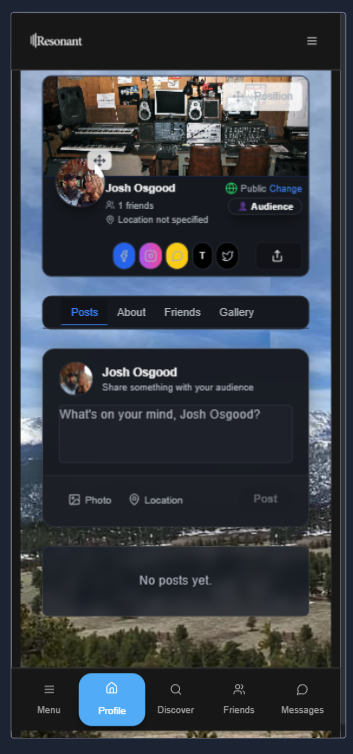 Resonant
Position
Josh Osgood
Public Change
1 friends
Audience
Location not specified
T
Posts About Friends Gallery
Josh Osgood
Share something with your audience
What's on your mind, Josh Osgood?
Photo Location Post
No posts yet.
Menu Profile Discover Friends Messages